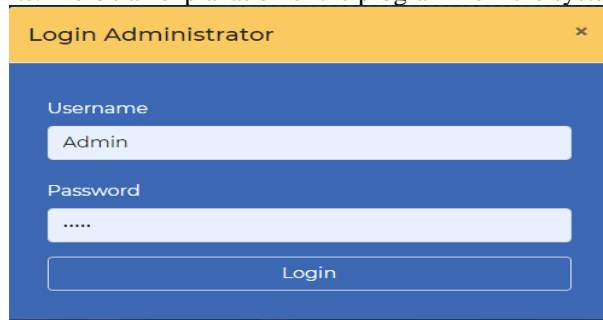 Login Administrator ×
Username
Admin
Password
.....
Login